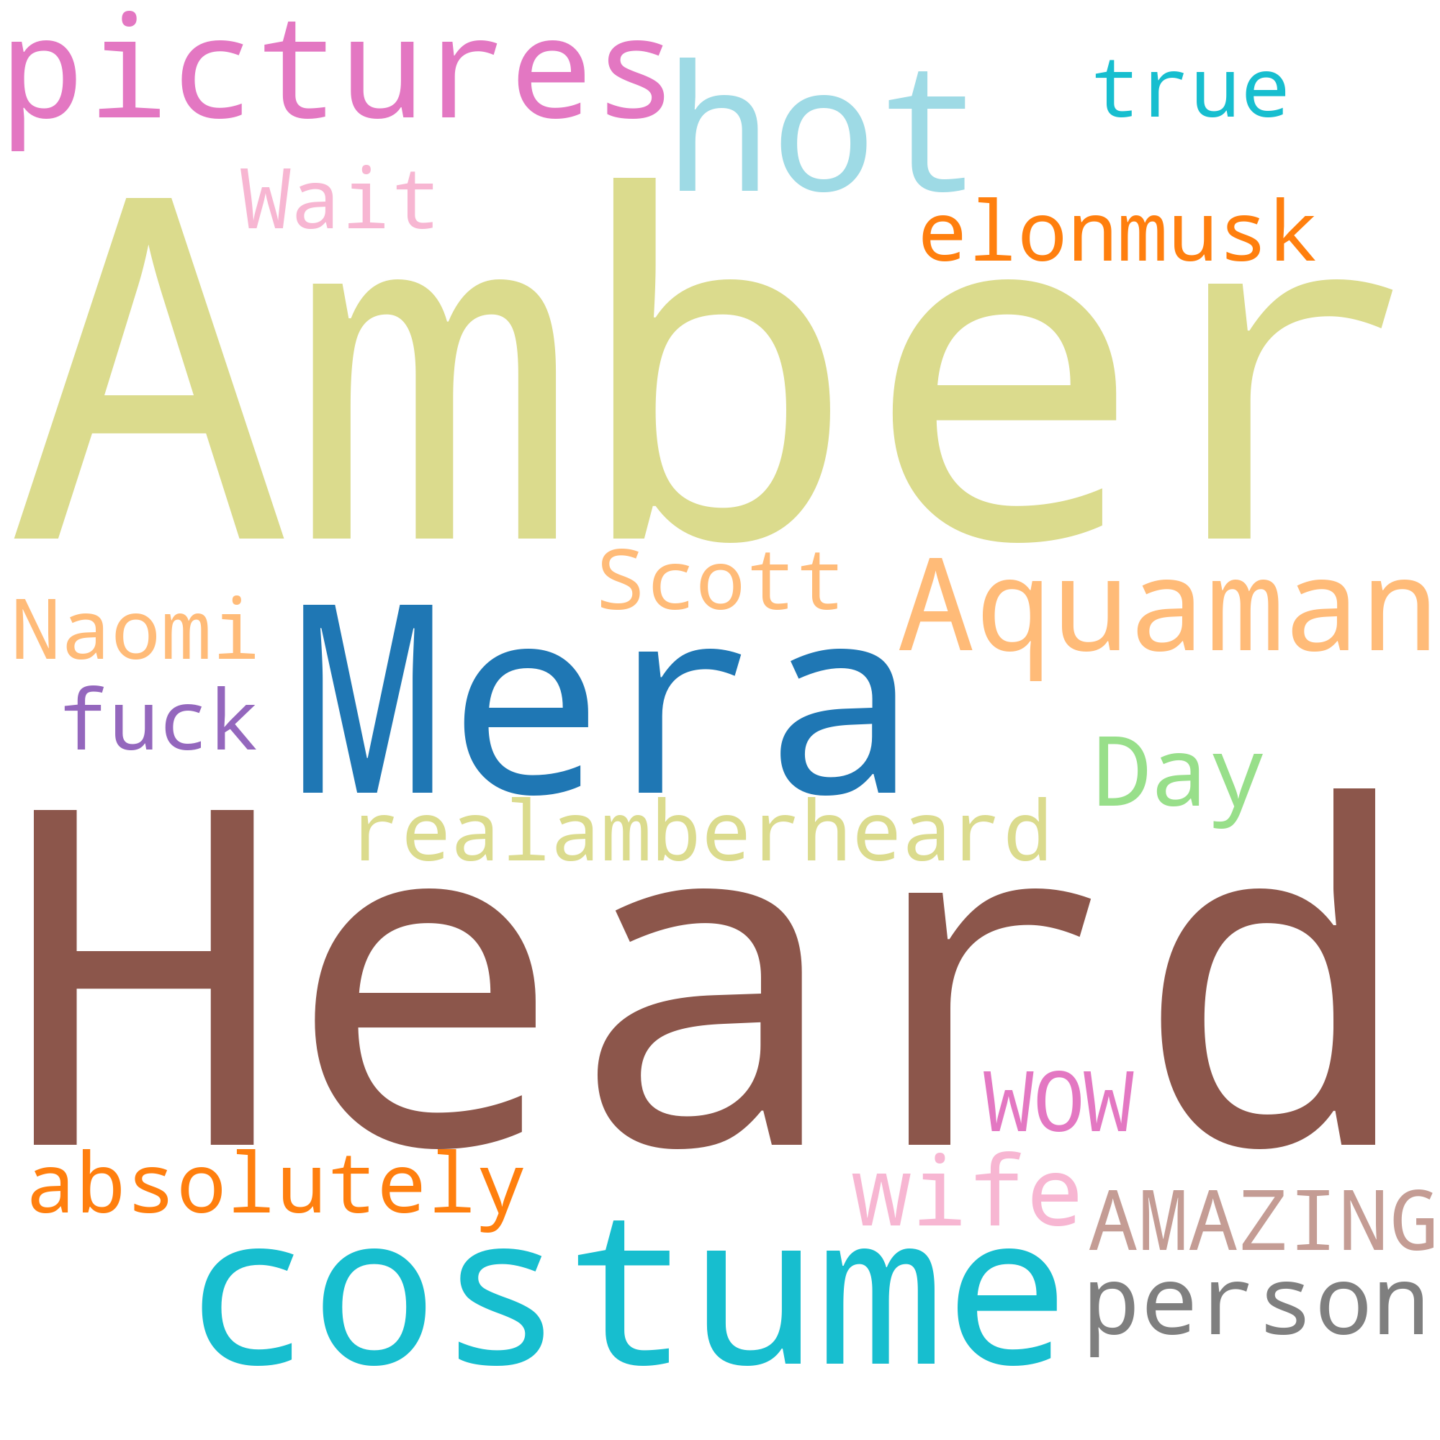 pictures
hot
true
Wait
elonmusk
Amber
Scott
Aquaman
Naomi
Mera
fuck
Day
realamberheard
Heard
WOW
absolutely
wife
AMAZING
costume
person